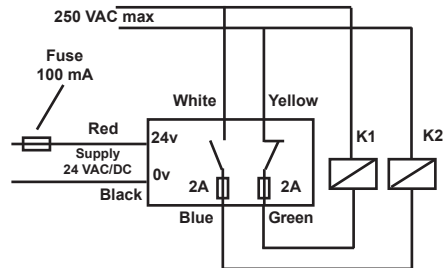 250 VAC max
Fuse
100 mA
White
Yellow
K1
K2
Red
24v
Supply
24 VAC/DC
0v
2A
2A
Black
Blue
Green